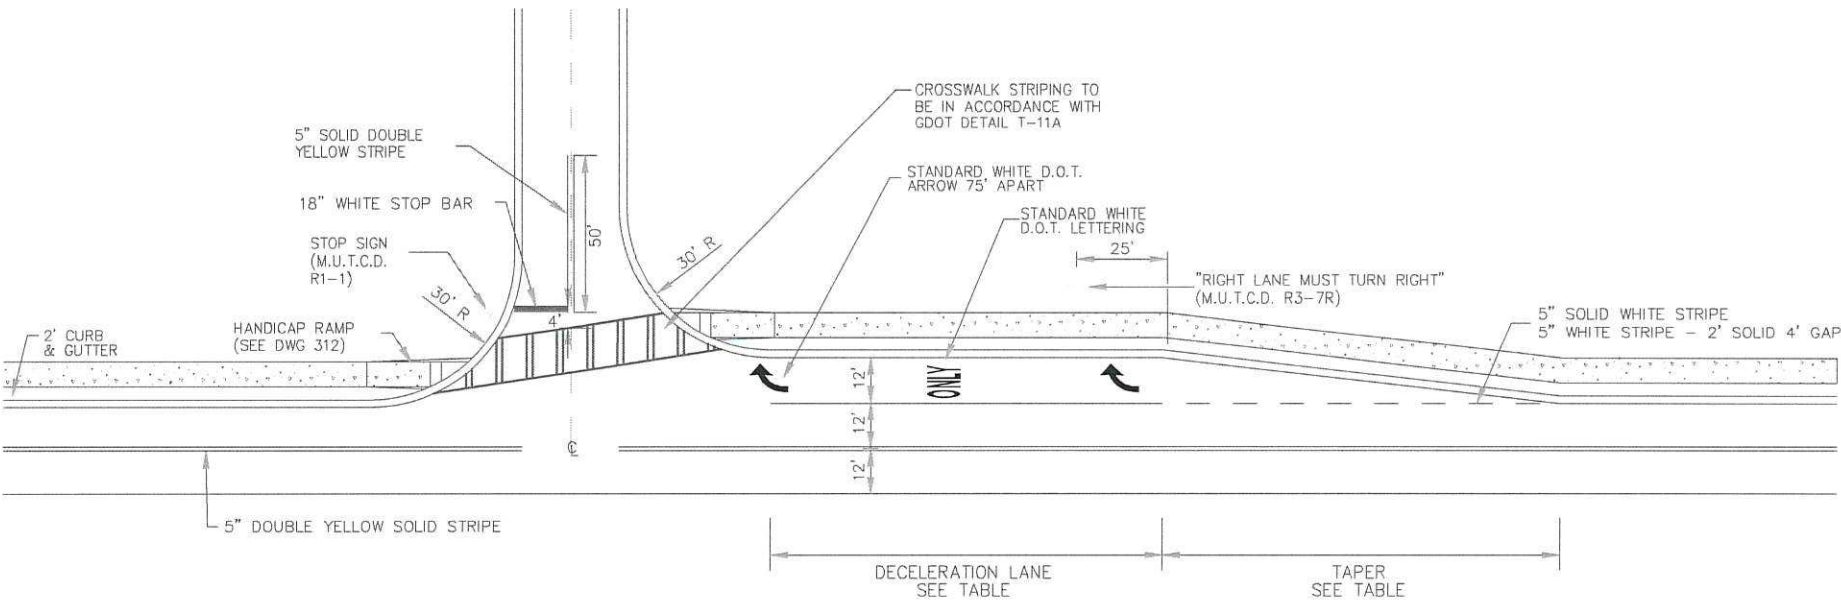 CROSSWALK STRIPING TO
BE IN ACCORDANCE WITH
GDOT DETAIL T-11A
5" SOLID DOUBLE
YELLOW STRIPE
STANDARD WHITE D.O.T.
ARROW 75' APART
18" WHITE STOP BAR
STANDARD WHITE
D.O.T. LETTERING
50'
STOP SIGN
(M.U.T.C.D.
R1-1)
30' R
30' R
25'
"RIGHT LANE MUST TURN RIGHT"
(M.U.T.C.D. R3-7R)
4'
2' CURB
& GUTTER
HANDICAP RAMP
(SEE DWG 312)
5" SOLID WHITE STRIPE
5" WHITE STRIPE - 2' SOLID 4' GAP
12'
ONLY
12'
℄
12'
5" DOUBLE YELLOW SOLID STRIPE
DECELERATION LANE
SEE TABLE
TAPER
SEE TABLE